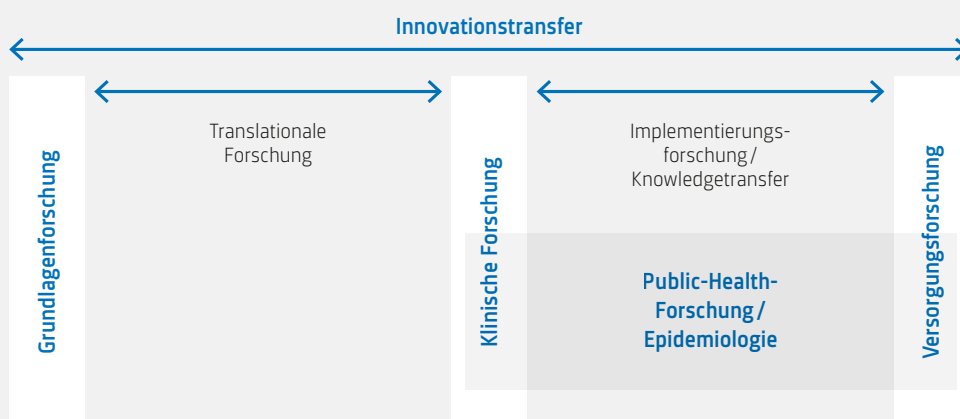 Innovationstransfer
Grundlagenforschung
Translationale
Forschung
Klinische Forschung
Implementierungs-
forschung /
Knowledgetransfer
Public-Health-
Forschung /
Epidemiologie
Versorgungsforschung